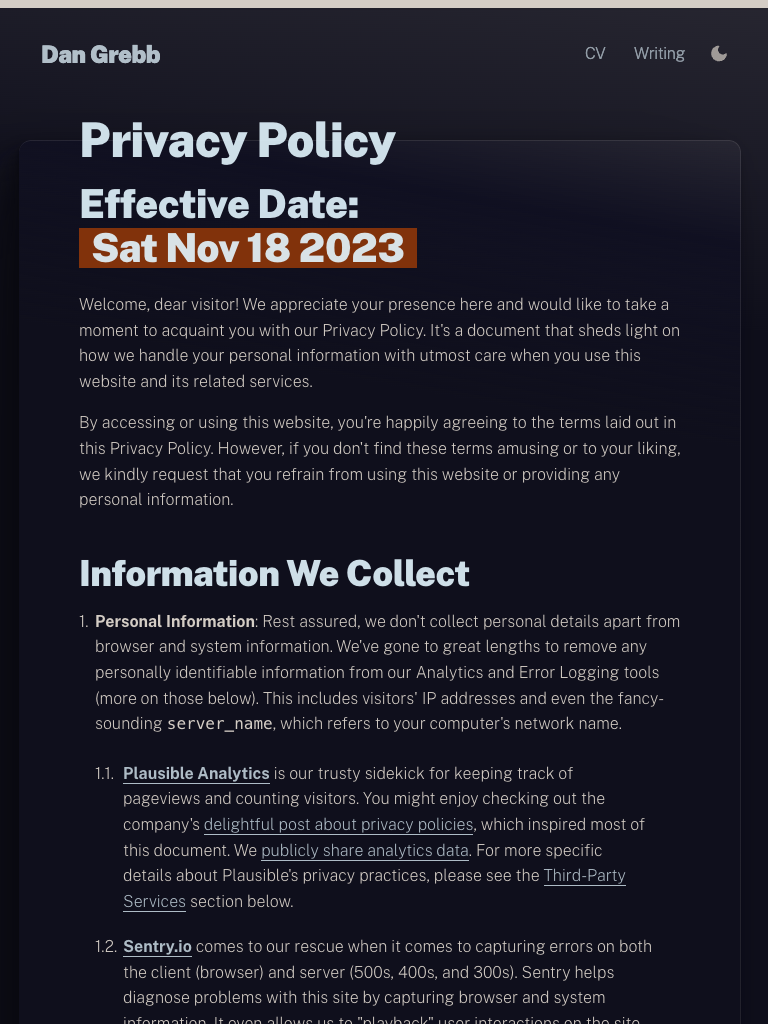 Dan Grebb
CV
Writing
Privacy Policy
Effective Date:
Sat Nov 18 2023
Welcome, dear visitor! We appreciate your presence here and would like to take a
moment to acquaint you with our Privacy Policy. It's a document that sheds light on
how we handle your personal information with utmost care when you use this
website and its related services.
By accessing or using this website, you're happily agreeing to the terms laid out in
this Privacy Policy. However, if you don't find these terms amusing or to your liking,
we kindly request that you refrain from using this website or providing any
personal information.
Information We Collect
1. Personal Information: Rest assured, we don't collect personal details apart from
browser and system information. We've gone to great lengths to remove any
personally identifiable information from our Analytics and Error Logging tools
(more on those below). This includes visitors' IP addresses and even the fancy-
sounding server_name, which refers to your computer's network name.
1.1. Plausible Analytics is our trusty sidekick for keeping track of
pageviews and counting visitors. You might enjoy checking out the
company's delightful post about privacy policies, which inspired most of
this document. We publicly share analytics data. For more specific
details about Plausible's privacy practices, please see the Third-Party
Services section below.
1.2. Sentry.io comes to our rescue when it comes to capturing errors on both
the client (browser) and server (500s, 400s, and 300s). Sentry helps
diagnose problems with this site by capturing browser and system
information. It even allows us to "playback" user interactions on the site